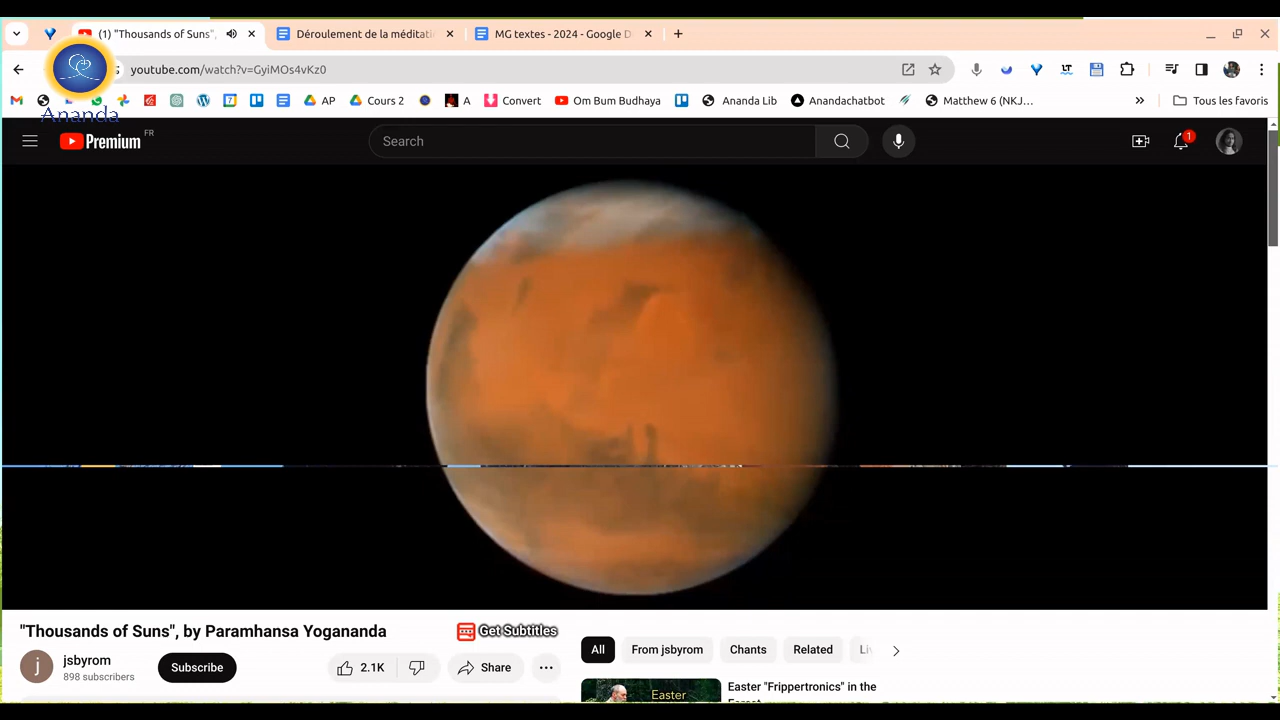 (1) "Thousands of Suns",
Déroulement de la méditati
MG textes - 2024 - Google D
youtube.com/watch?v=GyiMOs4vKz0
AP
Cours 2
A
Convert
Om Bum Budhaya
Ananda Lib
Anandachatbot
Matthew 6 (NKJ...
Tous les favoris
Ananda
Premium
FR
Search
1
"Thousands of Suns", by Paramhansa Yogananda
Get Subtitles
j
jsbyrom
898 subscribers
Subscribe
2.1K
Share
All
From jsbyrom
Chants
Related
Easter
Easter "Frippertronics" in the